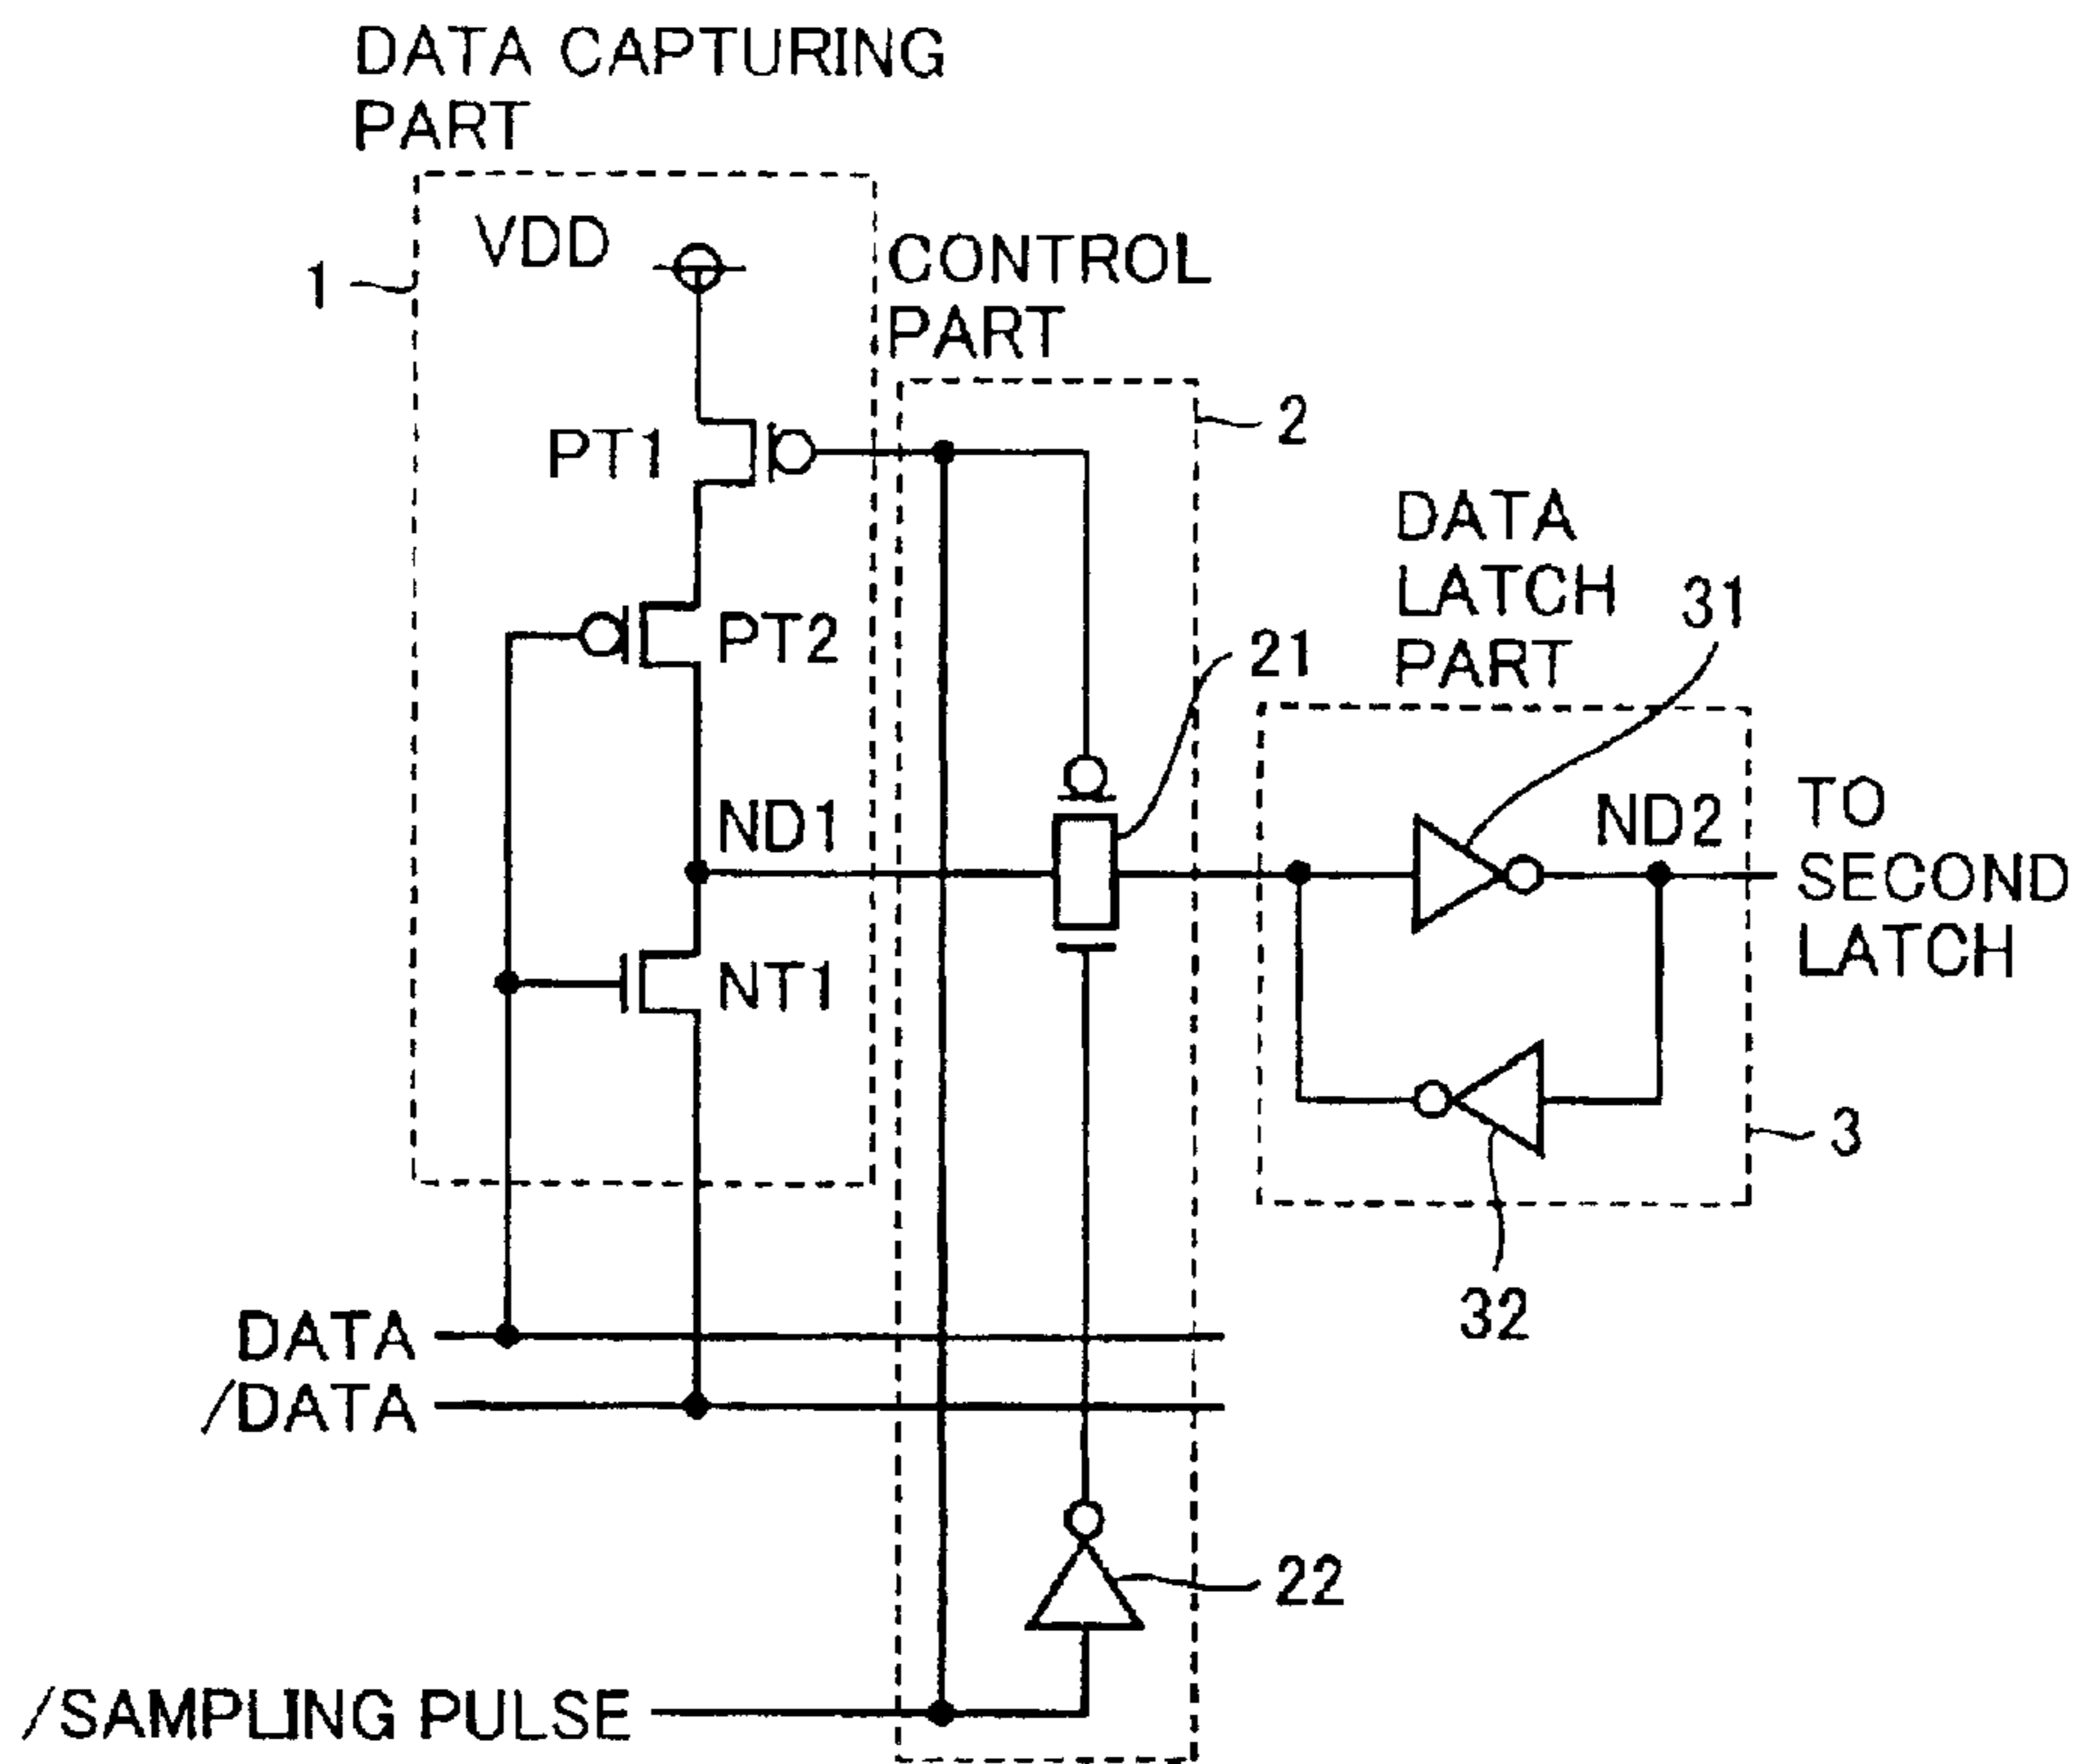 DATA CAPTURING
PART
VDD
1
CONTROL
PART
PT1
2
DATA
LATCH
PART
31
PT2
21
ND1
ND2
TO
SECOND
LATCH
NT1
3
32
DATA
/DATA
22
/SAMPLING PULSE